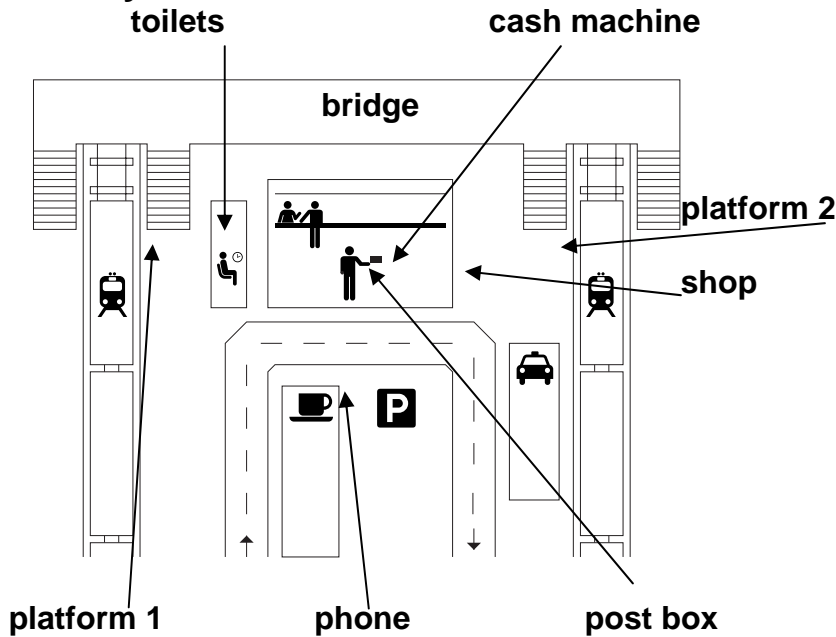 toilets cash machine
bridge
platform 2
shop
P
platform 1 phone post box